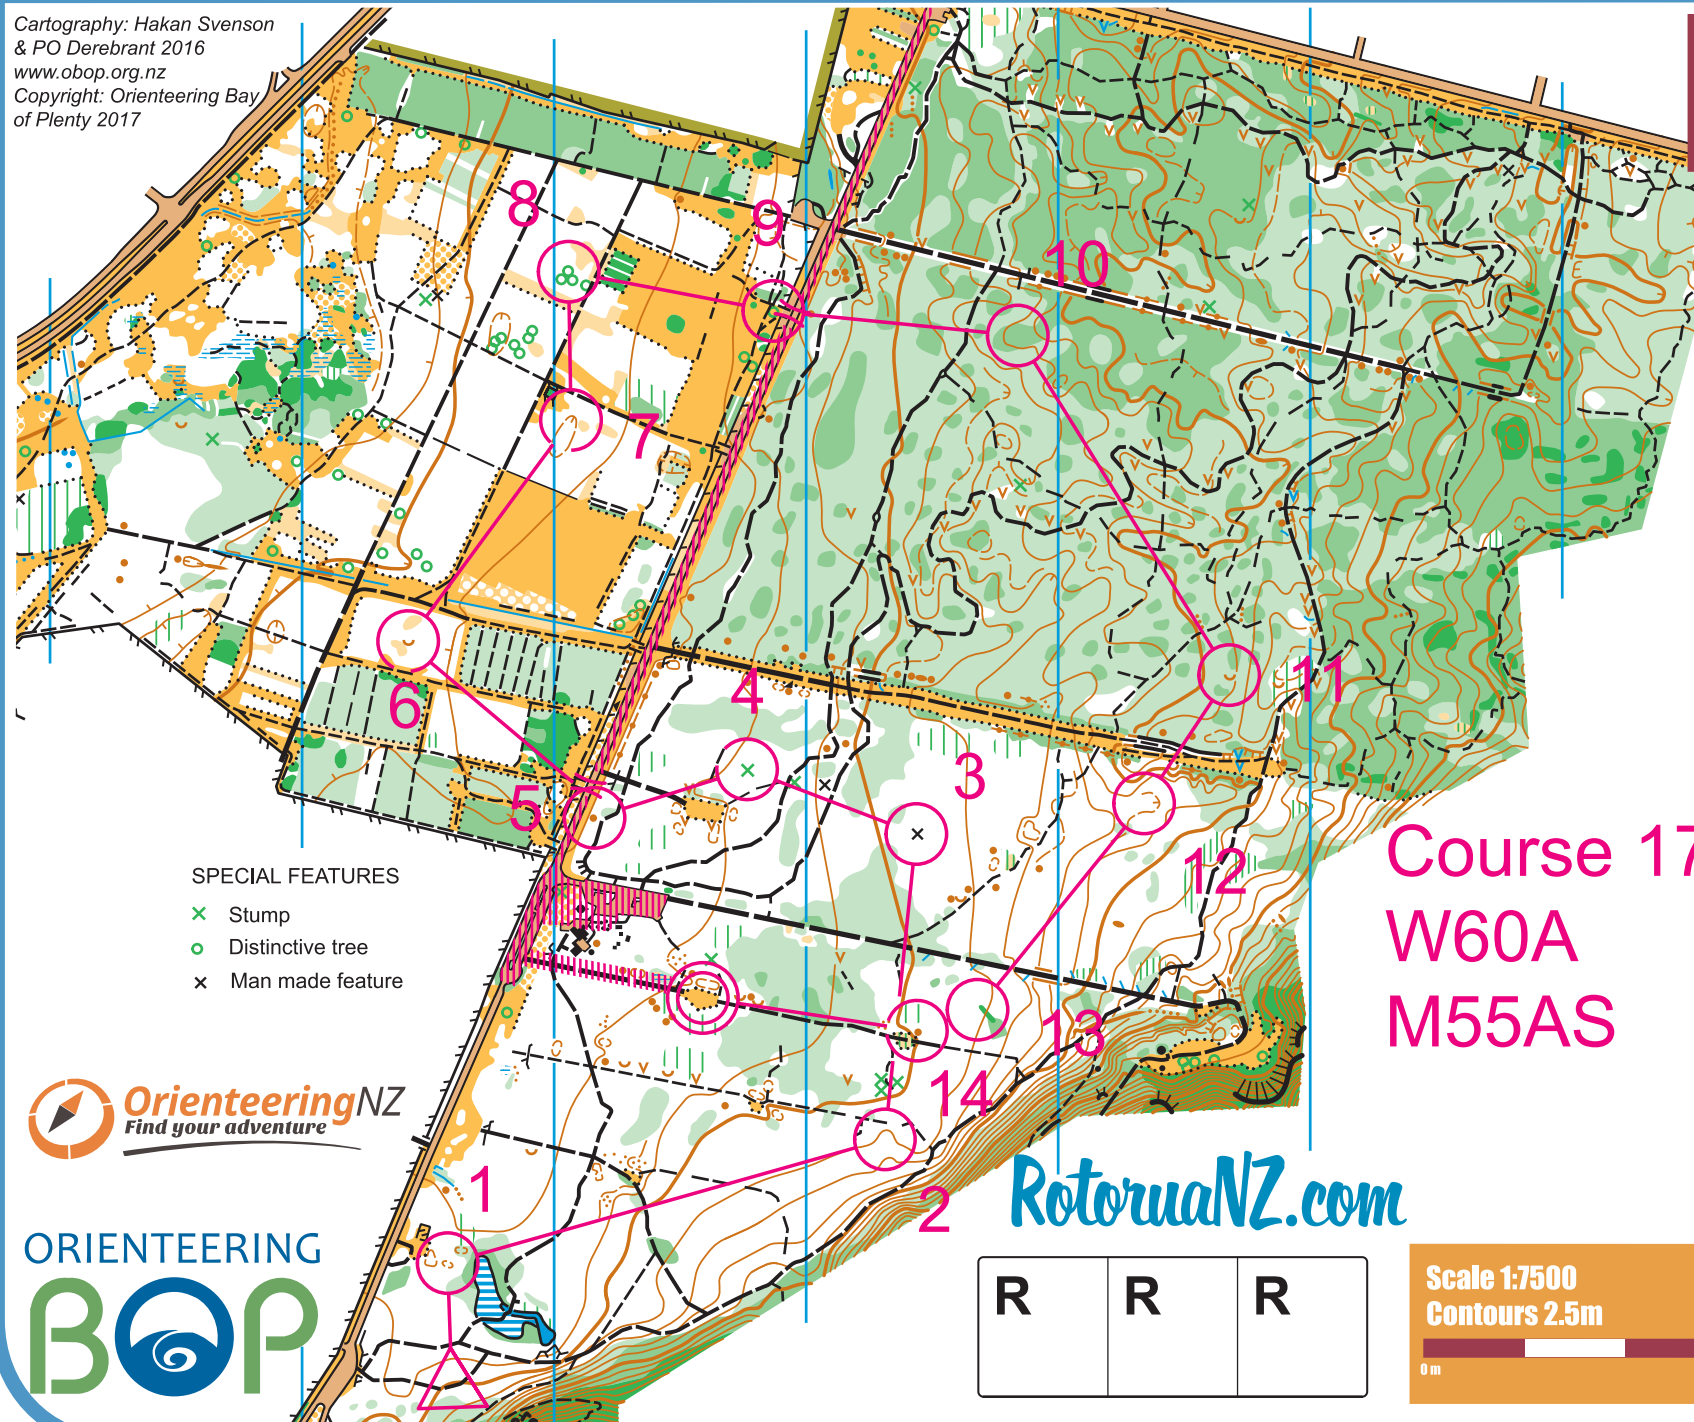 Cartography: Hakan Svenson
& PO Derebrant 2016
www.obop.org.nz
Copyright: Orienteering Bay
of Plenty 2017
8
9
10
7
6
4
11
5
3
12
13
14
1
2
SPECIAL FEATURES
Stump
Distinctive tree
Man made feature
Course 17
W60A
M55AS
OrienteeringNZ
Find your adventure
ORIENTEERING
BOP
RotoruaNZ.com
R R R
Scale 1:7500
Contours 2.5m
0 m